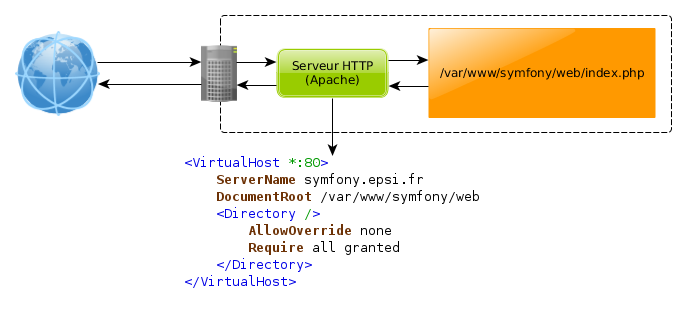 Serveur HTTP
(Apache)
/var/www/symfony/web/index.php
<VirtualHost *:80>
    ServerName symfony.epsi.fr
    DocumentRoot /var/www/symfony/web
    <Directory />
        AllowOverride none
        Require all granted
    </Directory>
</VirtualHost>